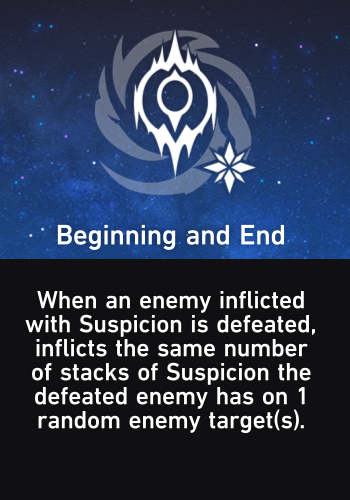 Beginning and End
When an enemy inflicted
with Suspicion is defeated,
inflicts the same number
of stacks of Suspicion the
defeated enemy has on 1
random enemy target(s).